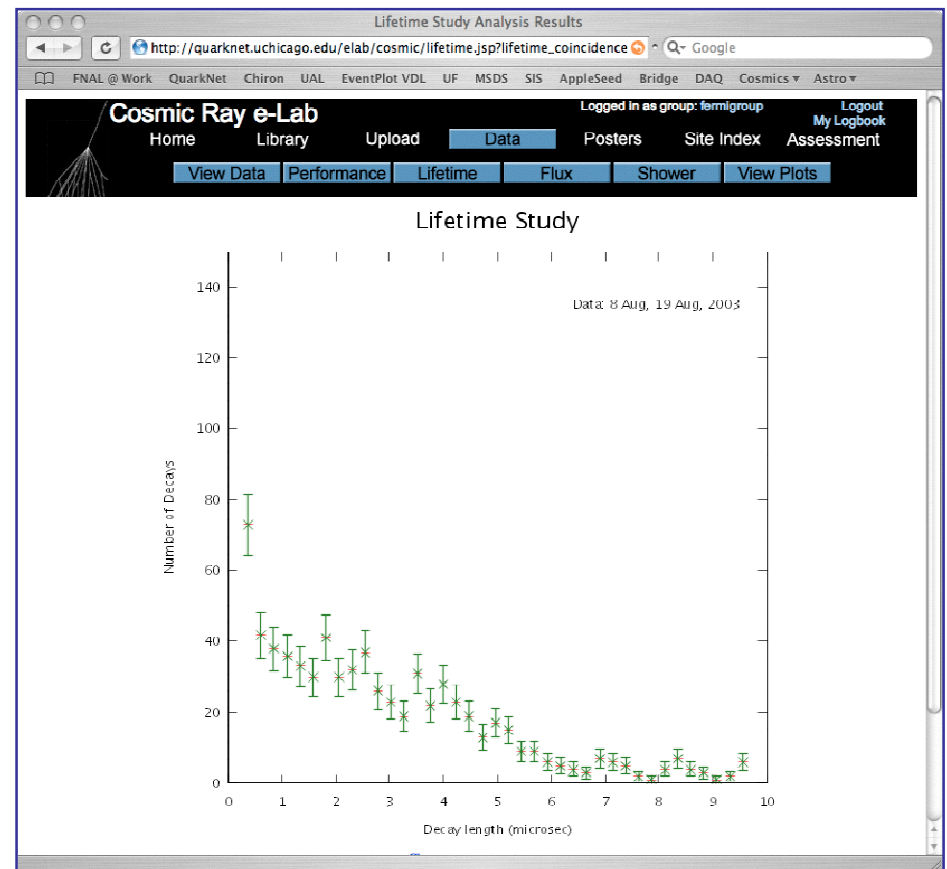 Lifetime Study Analysis Results
http://quarknet.uchicago.edu/elab/cosmic/lifetime.jsp?lifetime_coincidence Google
FNAL @ Work QuarkNet Chiron UAL EventPlot VDL UF MSDS SIS AppleSeed Bridge DAQ Cosmics Astro
Cosmic Ray e-Lab
Logged in as group: fermigroup
Logout
My Logbook
Home Library Upload Data Posters Site Index Assessment
View Data Performance Lifetime Flux Shower View Plots
Lifetime Study
Data: 8 Aug, 19 Aug, 2003
140
120
100
80
60
40
20
0
Number of Decays
0 1 2 3 4 5 6 7 8 9 10
Decay length (microsec)